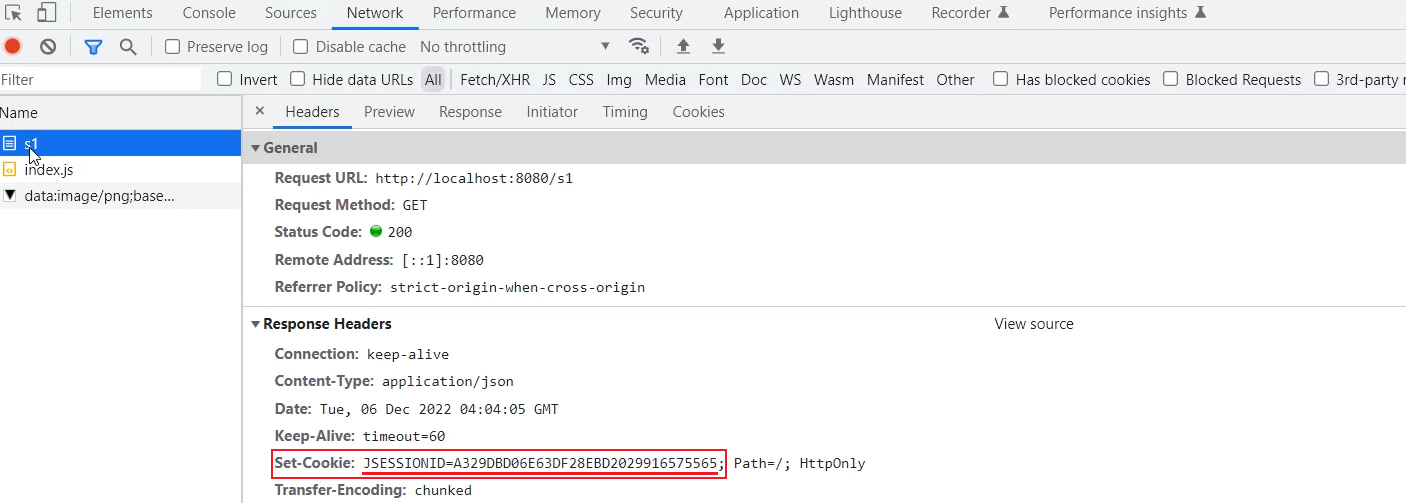 Elements Console Sources Network Performance Memory Security Application Lighthouse Recorder Performance insights
Preserve log Disable cache No throttling
Filter Invert Hide data URLs All Fetch/XHR JS CSS Img Media Font Doc WS Wasm Manifest Other Has blocked cookies Blocked Requests 3rd-party r
Name × Headers Preview Response Initiator Timing Cookies
s1
index.js
data:image/png;base...
General
Request URL: http://localhost:8080/s1
Request Method: GET
Status Code: 200
Remote Address: [::1]:8080
Referrer Policy: strict-origin-when-cross-origin
Response Headers View source
Connection: keep-alive
Content-Type: application/json
Date: Tue, 06 Dec 2022 04:04:05 GMT
Keep-Alive: timeout=60
Set-Cookie: JSESSIONID=A329DBD06E63DF28EBD2029916575565; Path=/; HttpOnly
Transfer-Encoding: chunked